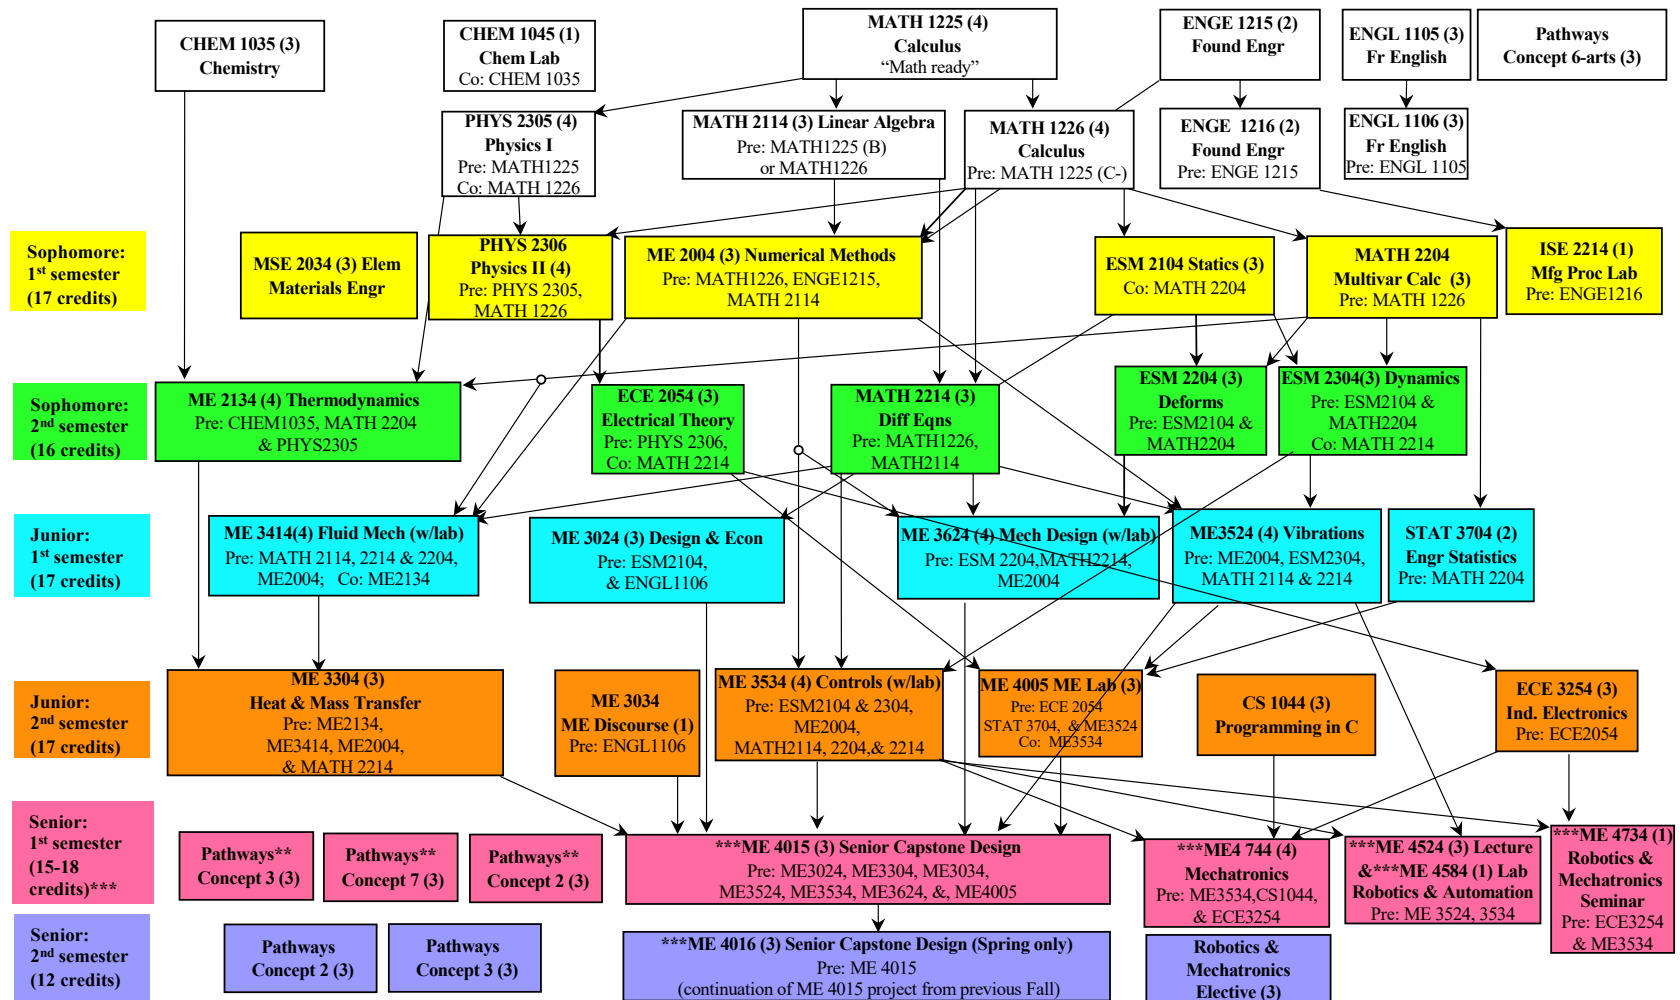 CHEM 1035 (3)
Chemistry
CHEM 1045 (1)
Chem Lab
Co: CHEM 1035
MATH 1225 (4)
Calculus
“Math ready”
ENGE 1215 (2)
Found Engr
ENGL 1105 (3)
Fr English
Pathways
Concept 6-arts (3)
PHYS 2305 (4)
Physics I
Pre: MATH1225
Co: MATH 1226
MATH 2114 (3) Linear Algebra
Pre: MATH1225 (B)
or MATH1226
MATH 1226 (4)
Calculus
Pre: MATH 1225 (C-)
ENGE 1216 (2)
Found Engr
Pre: ENGE 1215
ENGL 1106 (3)
Fr English
Pre: ENGL 1105
Sophomore:
1st semester
(17 credits)
MSE 2034 (3) Elem
Materials Engr
PHYS 2306
Physics II (4)
Pre: PHYS 2305,
MATH 1226
ME 2004 (3) Numerical Methods
Pre: MATH1226, ENGE1215,
MATH 2114
ESM 2104 Statics (3)
Co: MATH 2204
MATH 2204
Multivar Calc (3)
Pre: MATH 1226
ISE 2214 (1)
Mfg Proc Lab
Pre: ENGE1216
Sophomore:
2nd semester
(16 credits)
ME 2134 (4) Thermodynamics
Pre: CHEM1035, MATH 2204
& PHYS2305
ECE 2054 (3)
Electrical Theory
Pre: PHYS 2306,
Co: MATH 2214
MATH 2214 (3)
Diff Eqns
Pre: MATH1226,
MATH2114
ESM 2204 (3)
Deforms
Pre: ESM2104 &
MATH2204
ESM 2304(3) Dynamics
Pre: ESM2104 &
MATH2204
Co: MATH 2214
Junior:
1st semester
(17 credits)
ME 3414(4) Fluid Mech (w/lab)
Pre: MATH 2114, 2214 & 2204,
ME2004; Co: ME2134
ME 3024 (3) Design & Econ
Pre: ESM2104,
& ENGL1106
ME 3624 (4) Mech Design (w/lab)
Pre: ESM 2204,MATH2214,
ME2004
ME3524 (4) Vibrations
Pre: ME2004, ESM2304,
MATH 2114 & 2214
STAT 3704 (2)
Engr Statistics
Pre: MATH 2204
Junior:
2nd semester
(17 credits)
ME 3304 (3)
Heat & Mass Transfer
Pre: ME2134,
ME3414, ME2004,
& MATH 2214
ME 3034
ME Discourse (1)
Pre: ENGL1106
ME 3534 (4) Controls (w/lab)
Pre: ESM2104 & 2304,
ME2004,
MATH2114, 2204,& 2214
ME 4005 ME Lab (3)
Pre: ECE 2054
STAT 3704, & ME3524
Co: ME3534
CS 1044 (3)
Programming in C
ECE 3254 (3)
Ind. Electronics
Pre: ECE2054
Senior:
1st semester
(15-18
credits)***
Pathways**
Concept 3 (3)
Pathways**
Concept 7 (3)
Pathways**
Concept 2 (3)
***ME 4015 (3) Senior Capstone Design
Pre: ME3024, ME3304, ME3034,
ME3524, ME3534, ME3624, &, ME4005
***ME4 744 (4)
Mechatronics
Pre: ME3534,CS1044,
& ECE3254
***ME 4524 (3) Lecture
&***ME 4584 (1) Lab
Robotics & Automation
Pre: ME 3524, 3534
***ME 4734 (1)
Robotics &
Mechatronics
Seminar
Pre: ECE3254
& ME3534
Senior:
2nd semester
(12 credits)
Pathways
Concept 2 (3)
Pathways
Concept 3 (3)
***ME 4016 (3) Senior Capstone Design (Spring only)
Pre: ME 4015
(continuation of ME 4015 project from previous Fall)
Robotics &
Mechatronics
Elective (3)